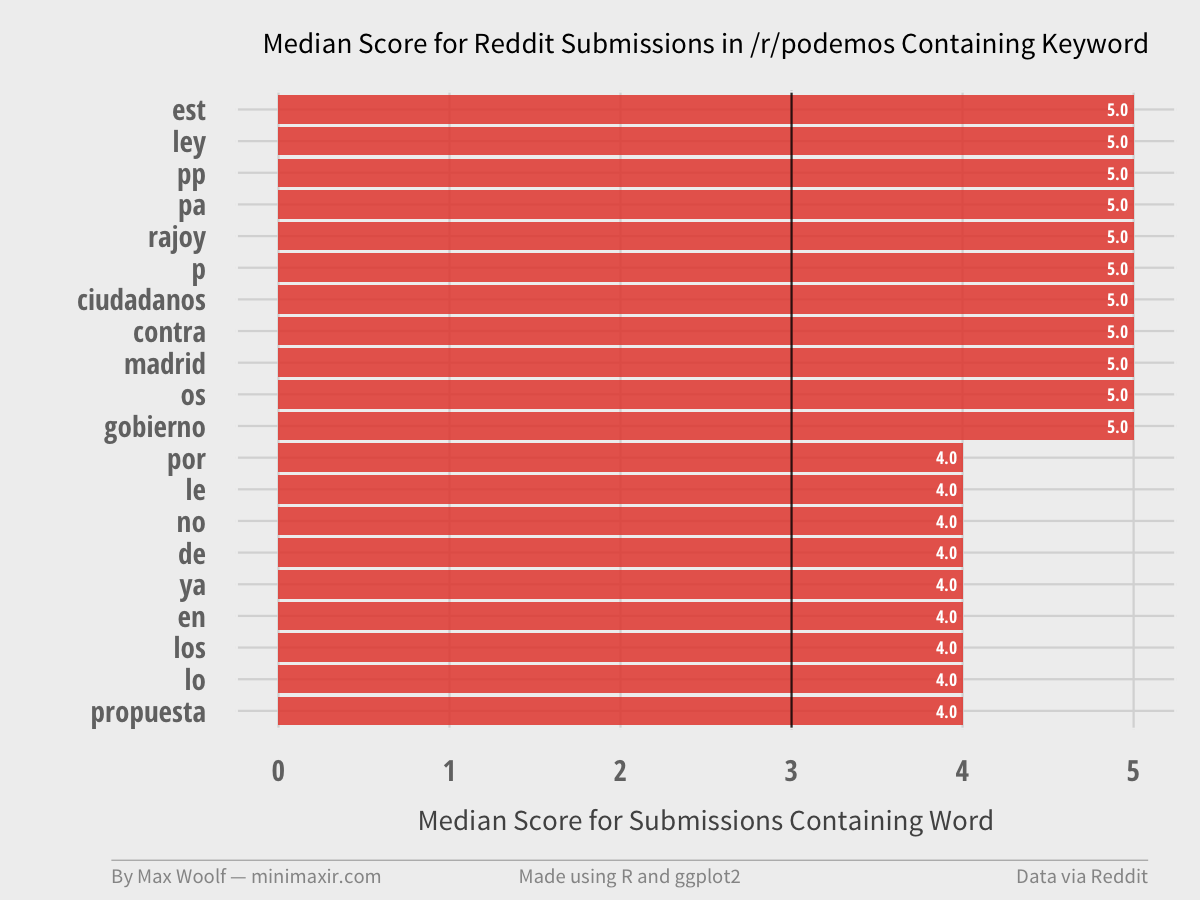 Median Score for Reddit Submissions in /r/podemos Containing Keyword
est 5.0
ley 5.0
pp 5.0
pa 5.0
rajoy 5.0
p 5.0
ciudadanos 5.0
contra 5.0
madrid 5.0
os 5.0
gobierno 5.0
por 4.0
le 4.0
no 4.0
de 4.0
ya 4.0
en 4.0
los 4.0
lo 4.0
propuesta 4.0
0 1 2 3 4 5
Median Score for Submissions Containing Word
By Max Woolf — minimaxir.com Made using R and ggplot2 Data via Reddit